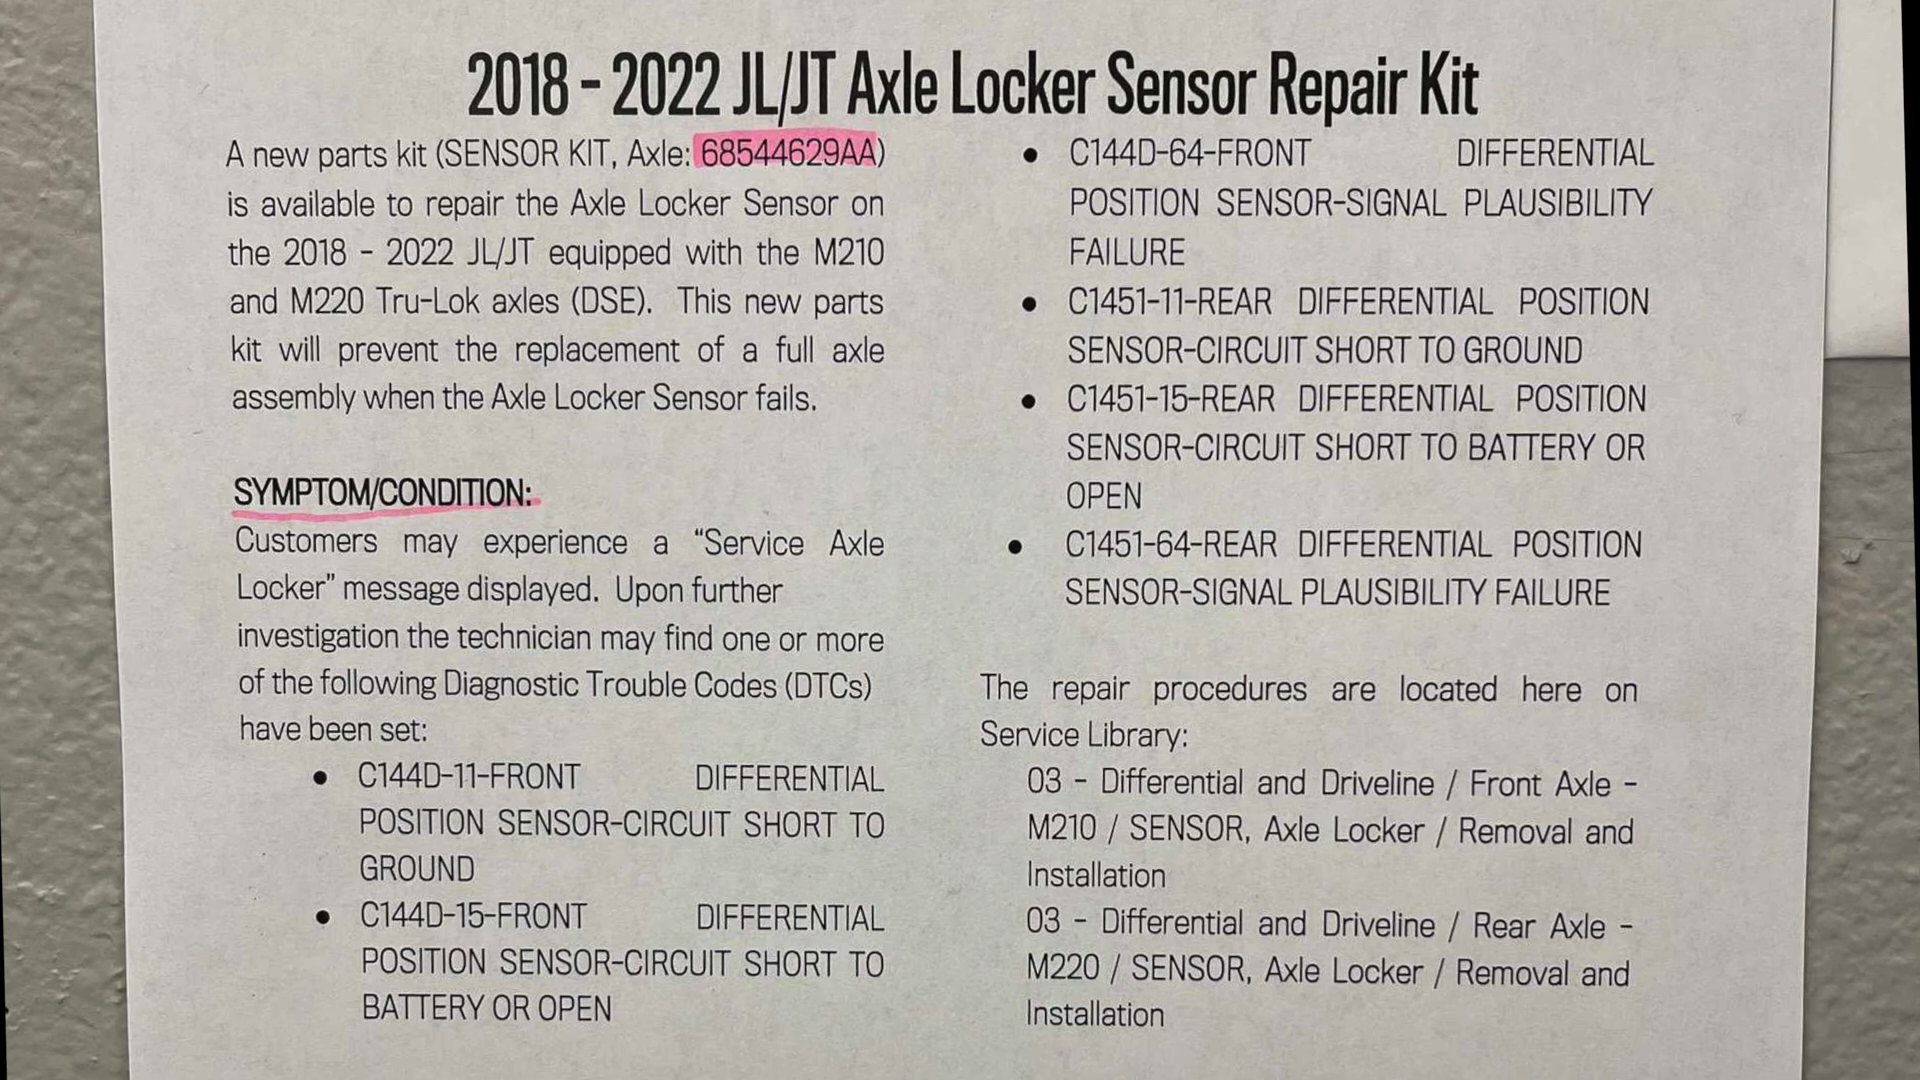 2018 - 2022 JL/JT Axle Locker Sensor Repair Kit
A new parts kit (SENSOR KIT, Axle: 68544629AA)
is available to repair the Axle Locker Sensor on
the 2018 - 2022 JL/JT equipped with the M210
and M220 Tru-Lok axles (DSE). This new parts
kit will prevent the replacement of a full axle
assembly when the Axle Locker Sensor fails.
SYMPTOM/CONDITION:
Customers may experience a “Service Axle
Locker” message displayed. Upon further
investigation the technician may find one or more
of the following Diagnostic Trouble Codes (DTCs)
have been set:
● C144D-11-FRONT DIFFERENTIAL
POSITION SENSOR-CIRCUIT SHORT TO
GROUND
● C144D-15-FRONT DIFFERENTIAL
POSITION SENSOR-CIRCUIT SHORT TO
BATTERY OR OPEN
● C144D-64-FRONT DIFFERENTIAL
POSITION SENSOR-SIGNAL PLAUSIBILITY
FAILURE
● C1451-11-REAR DIFFERENTIAL POSITION
SENSOR-CIRCUIT SHORT TO GROUND
● C1451-15-REAR DIFFERENTIAL POSITION
SENSOR-CIRCUIT SHORT TO BATTERY OR
OPEN
● C1451-64-REAR DIFFERENTIAL POSITION
SENSOR-SIGNAL PLAUSIBILITY FAILURE
The repair procedures are located here on
Service Library:
03 - Differential and Driveline / Front Axle -
M210 / SENSOR, Axle Locker / Removal and
Installation
03 - Differential and Driveline / Rear Axle -
M220 / SENSOR, Axle Locker / Removal and
Installation